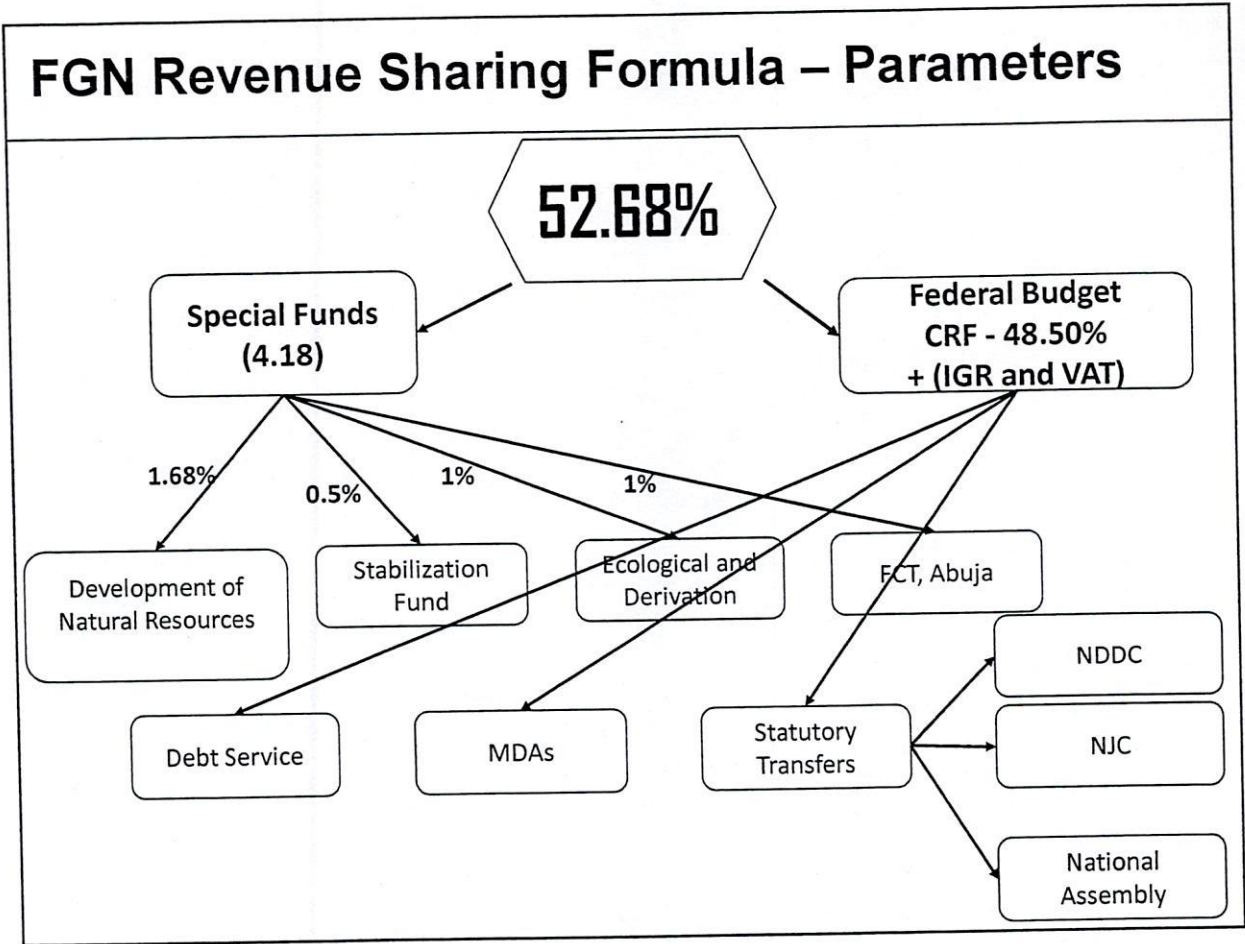 FGN Revenue Sharing Formula – Parameters
52.68%
Special Funds
(4.18)
Federal Budget
CRF - 48.50%
+ (IGR and VAT)
1.68%
0.5%
1%
1%
Development of
Natural Resources
Stabilization
Fund
Ecological and
Derivation
FCT, Abuja
Debt Service
MDAs
Statutory
Transfers
NDDC
NJC
National
Assembly